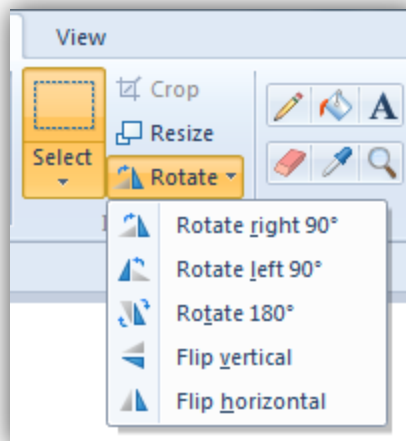 View
Crop
Resize
Select
Rotate
A
Rotate right 90°
Rotate left 90°
Rotate 180°
Flip vertical
Flip horizontal